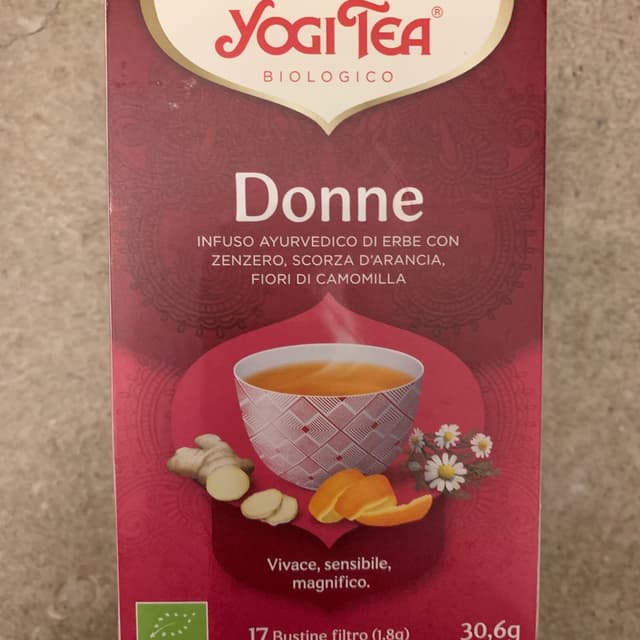 YOGI TEA®
BIOLOGICO
Donne
INFUSO AYURVEDICO DI ERBE CON
ZENZERO, SCORZA D'ARANCIA,
FIORI DI CAMOMILLA
Vivace, sensibile,
magnifico.
17 Bustine filtro (1,8g) 30,6g